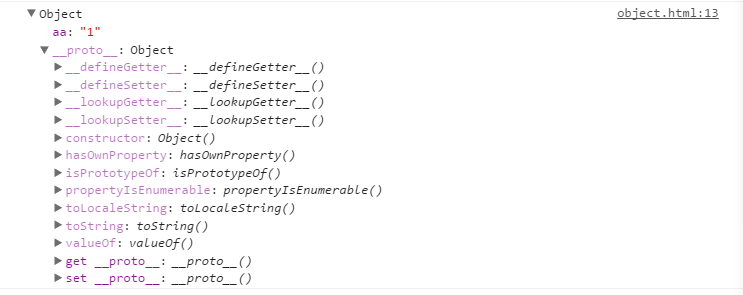 Object object.html:13
aa: "1"
__proto__: Object
__defineGetter__: __defineGetter__()
__defineSetter__: __defineSetter__()
__lookupGetter__: __lookupGetter__()
__lookupSetter__: __lookupSetter__()
constructor: Object()
hasOwnProperty: hasOwnProperty()
isPrototypeOf: isPrototypeOf()
propertyIsEnumerable: propertyIsEnumerable()
toLocaleString: toLocaleString()
toString: toString()
valueOf: valueOf()
get __proto__: __proto__()
set __proto__: __proto__()